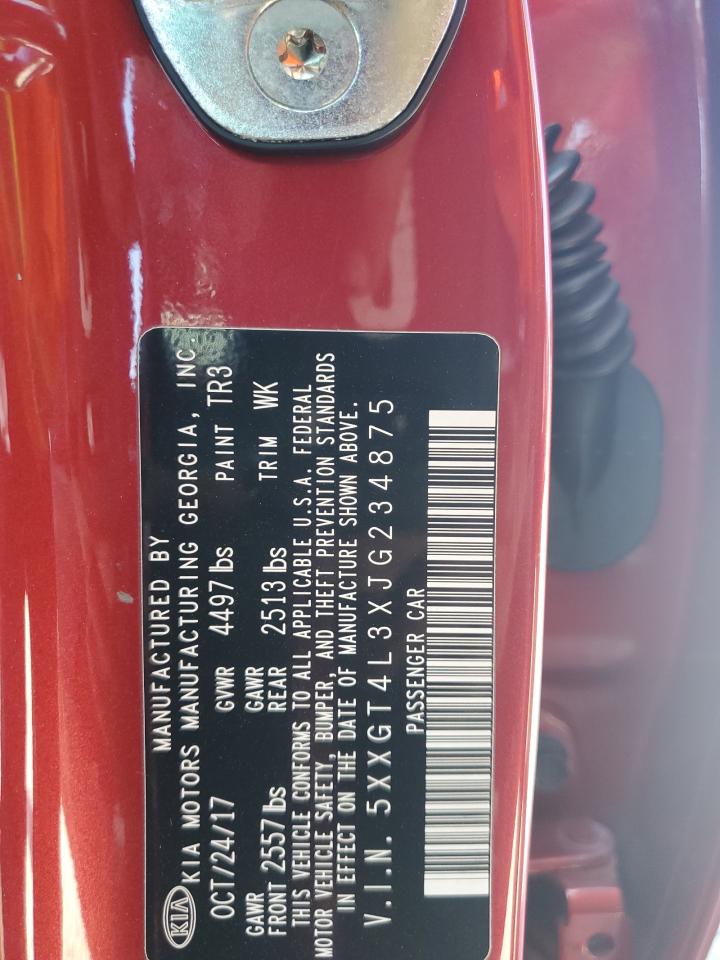 MANUFACTURED BY
KIA KIA MOTORS MANUFACTURING GEORGIA, INC.
OCT/24/17 GVWR 4497 lbs PAINT TR3
GAWR FRONT 2557 lbs GAWR REAR 2513 lbs TRIM WK
THIS VEHICLE CONFORMS TO ALL APPLICABLE U.S.A. FEDERAL
MOTOR VEHICLE SAFETY, BUMPER, AND THEFT PREVENTION STANDARDS
IN EFFECT ON THE DATE OF MANUFACTURE SHOWN ABOVE.
V.I.N. 5XXGT4L3XJG234875
PASSENGER CAR